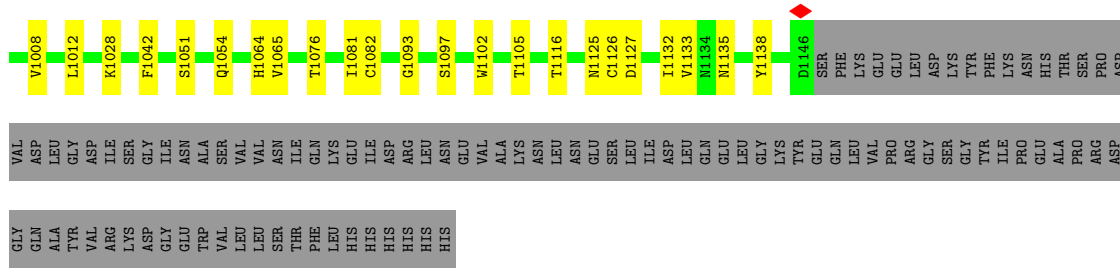 V1008 L1012 K1028 F1042 S1051 Q1054 H1064 V1065 T1076 I1081 C1082 G1093 S1097 W1102 T1105 T1116 N1125 C1126 D1127 I1132 V1133 N1134 N1135 Y1138 D1146 SER PHE LYS GLU GLU LEU ASP LYS TYR PHE LYS ASN HIS THR SER PRO ASP
VAL ASP LEU GLY ASP ILE SER GLY ILE ASN ALA SER VAL VAL ASN ILE GLN LYS GLU ILE ASP ARG LEU ASN GLU VAL ALA LYS ASN LEU ASN GLU SER LEU ILE ASP LEU GLN GLU LEU GLY LYS TYR GLU GLN LEU VAL PRO ARG GLY SER GLY TYR ILE PRO GLU ALA PRO ARG ASP
GLY GLN ALA TYR VAL ARG LYS ASP GLY GLU TRP VAL LEU LEU SER THR PHE LEU HIS HIS HIS HIS HIS HIS